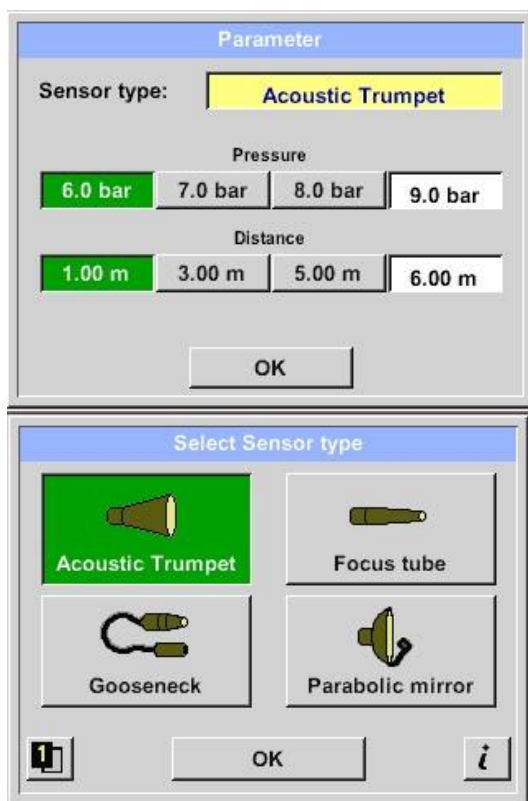 Parameter
Sensor type: Acoustic Trumpet
Pressure
6.0 bar 7.0 bar 8.0 bar 9.0 bar
Distance
1.00 m 3.00 m 5.00 m 6.00 m
OK
Select Sensor type
Acoustic Trumpet Focus tube
Gooseneck Parabolic mirror
1 OK i